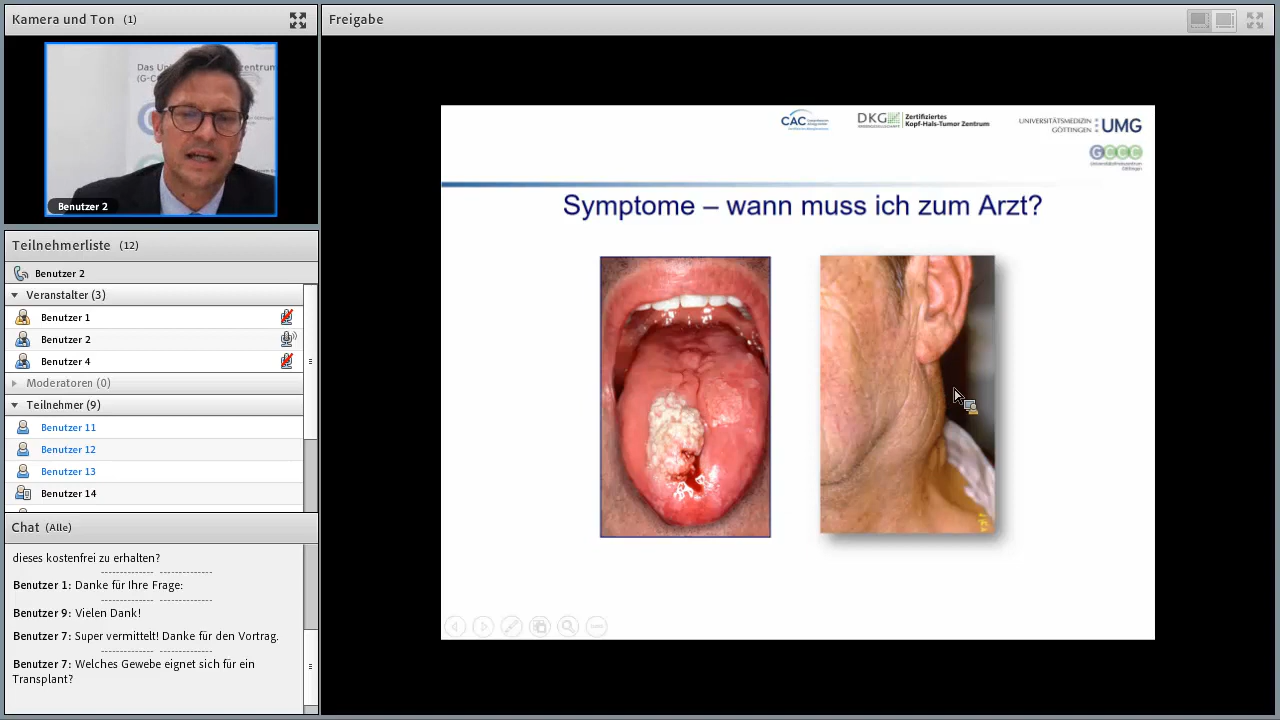 Kamera und Ton (1)
Das Un
zentrum
(G-C
Benutzer 2
Teilnehmerliste (12)
Benutzer 2
Veranstalter (3)
Benutzer 1
Benutzer 2
Benutzer 4
Moderatoren (0)
Teilnehmer (9)
Benutzer 11
Benutzer 12
Benutzer 13
Benutzer 14
Chat (Alle)
dieses kostenfrei zu erhalten?
-------------- --------------
Benutzer 1: Danke für Ihre Frage:
-------------- --------------
Benutzer 9: Vielen Dank!
Benutzer 7: Super vermittelt! Danke für den Vortrag.
-------------- --------------
Benutzer 7: Welches Gewebe eignet sich für ein
Transplant?
Freigabe
CAC
DKG
Zertifiziertes
Kopf-Hals-Tumor Zentrum
UNIVERSITÄTSMEDIZIN
GÖTTINGEN
UMG
GCCC
Symptome – wann muss ich zum Arzt?